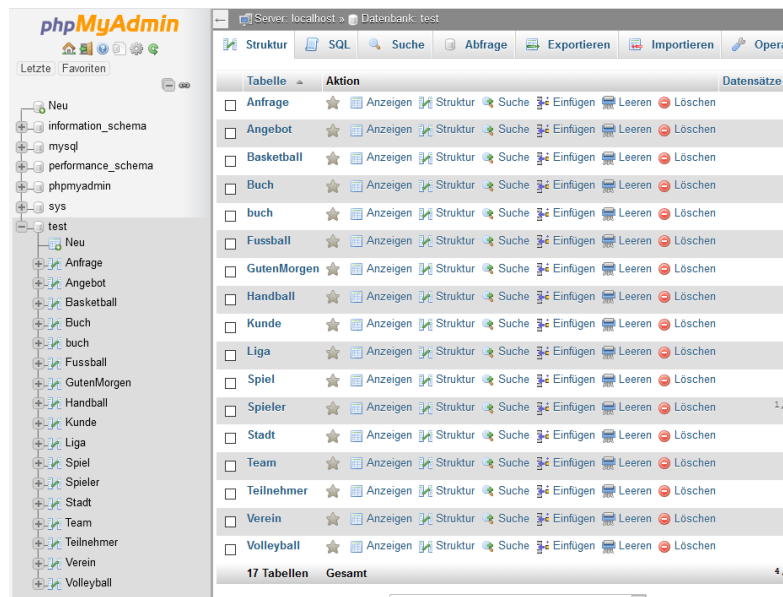 phpMyAdmin
Letzte Favoriten
Neu
information_schema
mysql
performance_schema
phpmyadmin
sys
test
Neu
Anfrage
Angebot
Basketball
Buch
buch
Fussball
GutenMorgen
Handball
Kunde
Liga
Spiel
Spieler
Stadt
Team
Teilnehmer
Verein
Volleyball
Server: localhost » Datenbank: test
Struktur SQL Suche Abfrage Exportieren Importieren Opera
Tabelle Aktion Datensätze
Anfrage Anzeigen Struktur Suche Einfügen Leeren Löschen
Angebot Anzeigen Struktur Suche Einfügen Leeren Löschen
Basketball Anzeigen Struktur Suche Einfügen Leeren Löschen
Buch Anzeigen Struktur Suche Einfügen Leeren Löschen
buch Anzeigen Struktur Suche Einfügen Leeren Löschen
Fussball Anzeigen Struktur Suche Einfügen Leeren Löschen
GutenMorgen Anzeigen Struktur Suche Einfügen Leeren Löschen
Handball Anzeigen Struktur Suche Einfügen Leeren Löschen
Kunde Anzeigen Struktur Suche Einfügen Leeren Löschen
Liga Anzeigen Struktur Suche Einfügen Leeren Löschen
Spiel Anzeigen Struktur Suche Einfügen Leeren Löschen
Spieler Anzeigen Struktur Suche Einfügen Leeren Löschen 1,
Stadt Anzeigen Struktur Suche Einfügen Leeren Löschen
Team Anzeigen Struktur Suche Einfügen Leeren Löschen
Teilnehmer Anzeigen Struktur Suche Einfügen Leeren Löschen
Verein Anzeigen Struktur Suche Einfügen Leeren Löschen
Volleyball Anzeigen Struktur Suche Einfügen Leeren Löschen
17 Tabellen Gesamt 4,